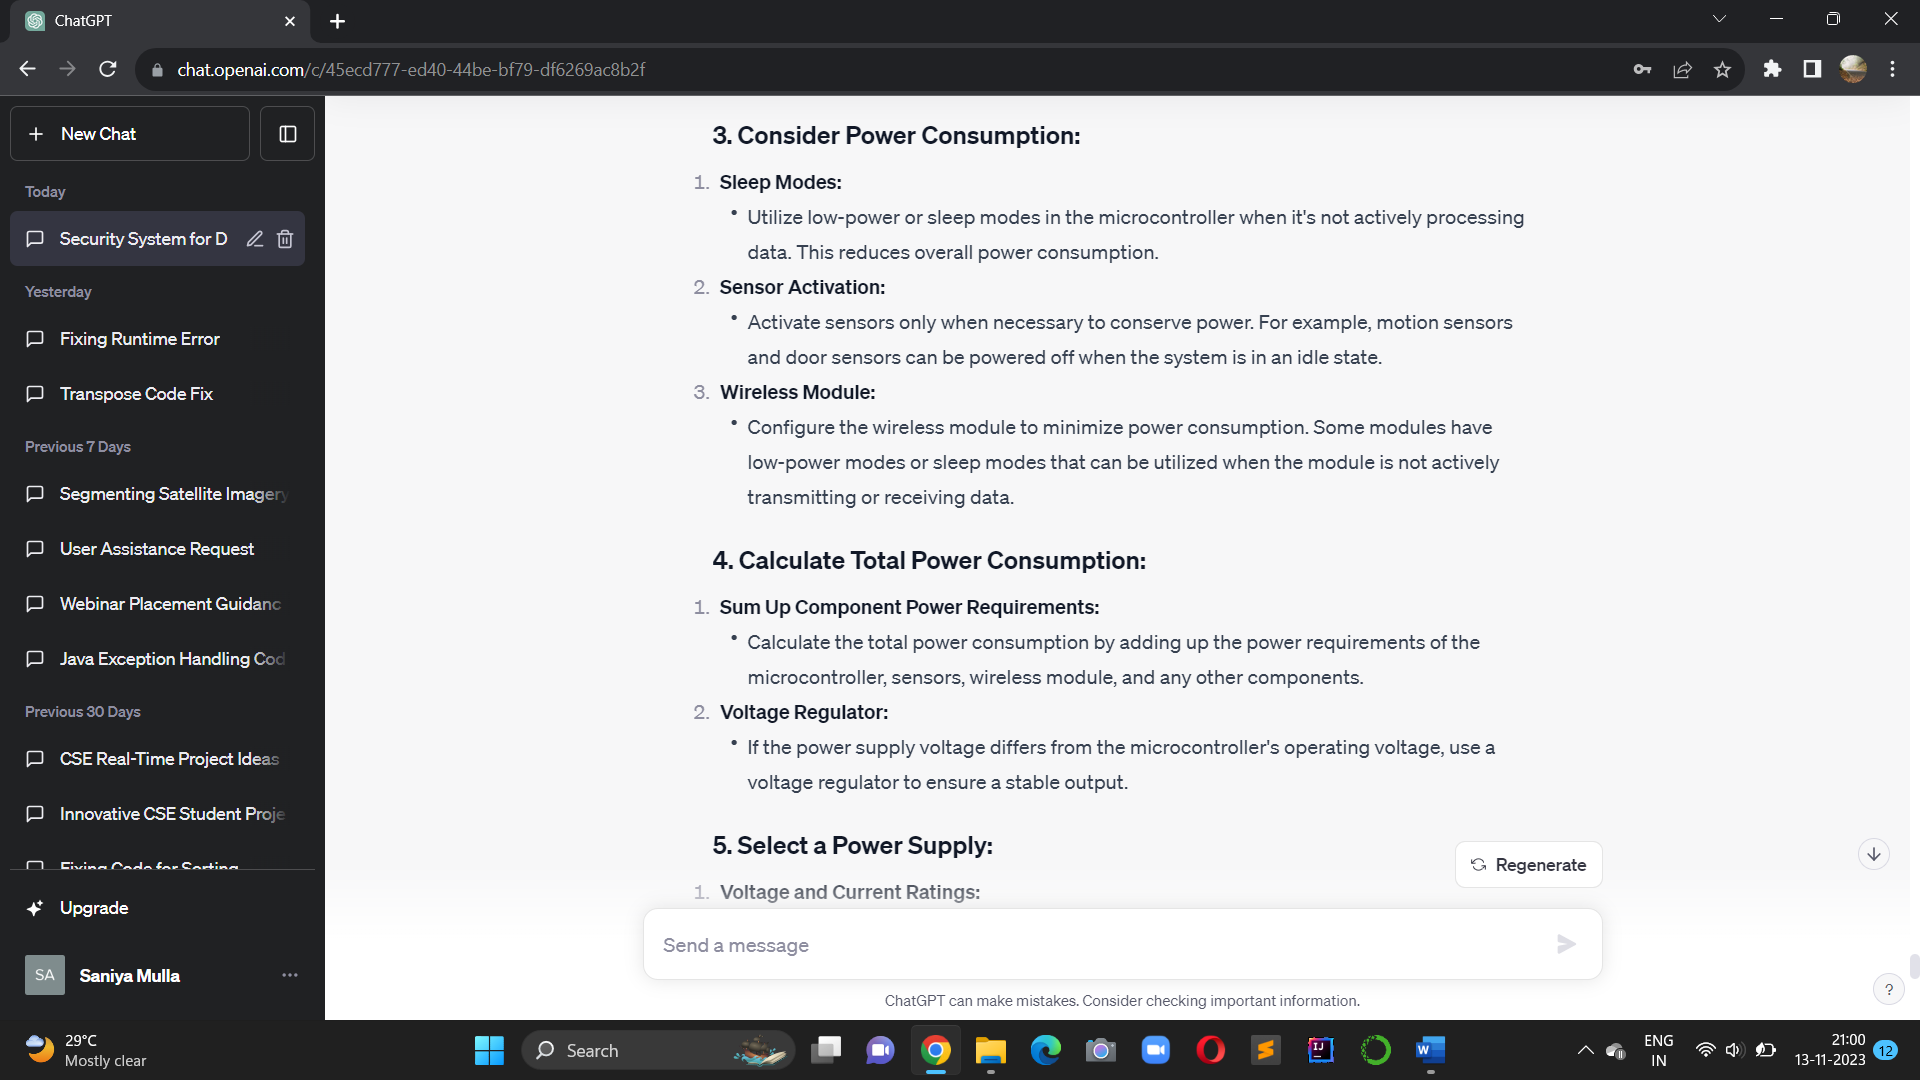 ChatGPT
chat.openai.com/c/45ecd777-ed40-44be-bf79-df6269ac8b2f
New Chat
Today
Security System for D
Yesterday
Fixing Runtime Error
Transpose Code Fix
Previous 7 Days
Segmenting Satellite Imagery
User Assistance Request
Webinar Placement Guidanc
Java Exception Handling Cod
Previous 30 Days
CSE Real-Time Project Ideas
Innovative CSE Student Proje
Fixing Code for Sorting
Upgrade
SA
Saniya Mulla
3. Consider Power Consumption:
1. Sleep Modes:
• Utilize low-power or sleep modes in the microcontroller when it's not actively processing
data. This reduces overall power consumption.
2. Sensor Activation:
• Activate sensors only when necessary to conserve power. For example, motion sensors
and door sensors can be powered off when the system is in an idle state.
3. Wireless Module:
• Configure the wireless module to minimize power consumption. Some modules have
low-power modes or sleep modes that can be utilized when the module is not actively
transmitting or receiving data.
4. Calculate Total Power Consumption:
1. Sum Up Component Power Requirements:
• Calculate the total power consumption by adding up the power requirements of the
microcontroller, sensors, wireless module, and any other components.
2. Voltage Regulator:
• If the power supply voltage differs from the microcontroller's operating voltage, use a
voltage regulator to ensure a stable output.
5. Select a Power Supply:
1. Voltage and Current Ratings:
Regenerate
Send a message
ChatGPT can make mistakes. Consider checking important information.
?
29°C
Mostly clear
Search
IJ
W
ENG
IN
21:00
13-11-2023
12